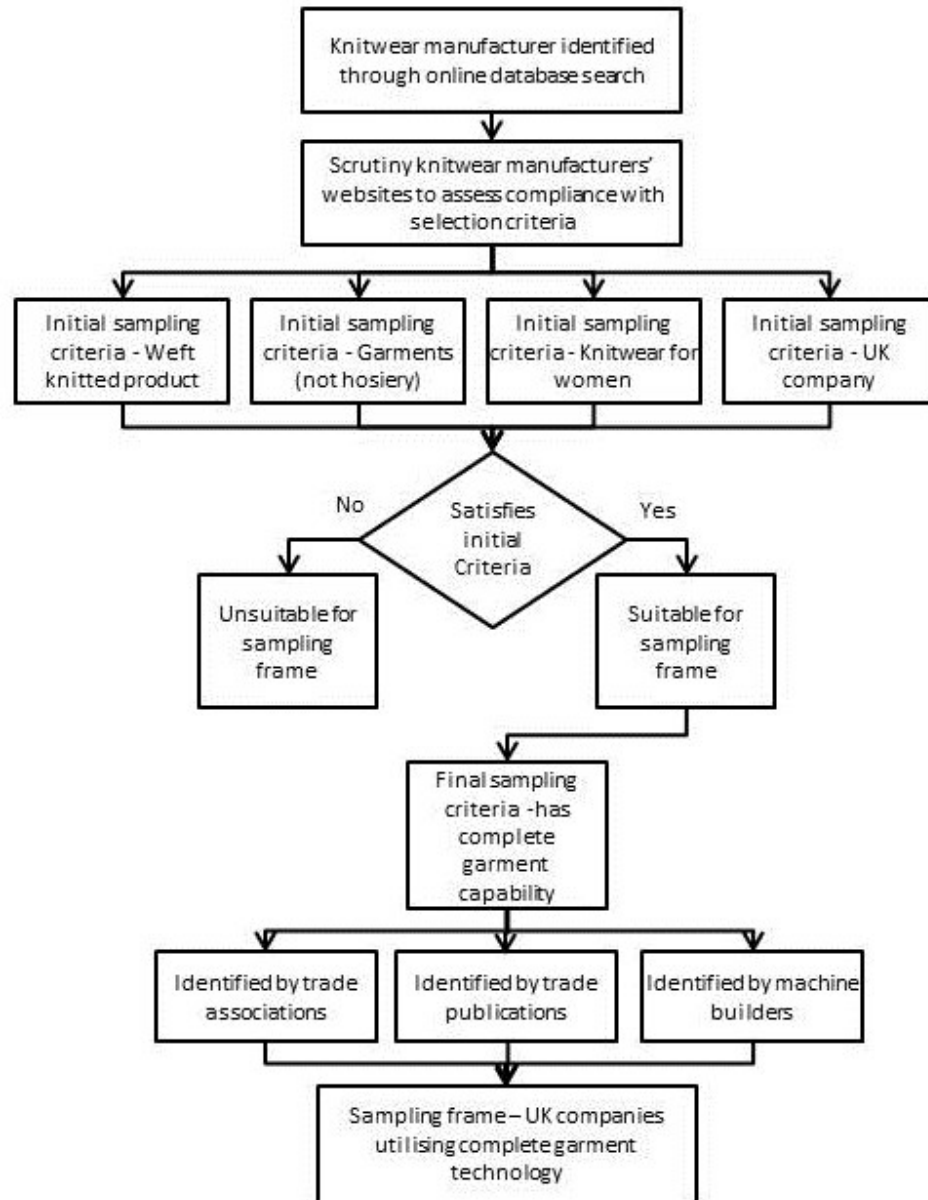 Knitwear manufacturer identified
through online database search
Scrutiny knitwear manufacturers'
websites to assess compliance with
selection criteria
Initial sampling
criteria - Weft
knitted product
Initial sampling
criteria - Garments
(not hosiery)
Initial sampling
criteria - Knitwear for
women
Initial sampling
criteria - UK
company
No
Satisfies
initial
Criteria
Yes
Unsuitable for
sampling
frame
Suitable for
sampling
frame
Final sampling
criteria -has
complete
garment
capability
Identified by trade
associations
Identified by trade
publications
Identified by machine
builders
Sampling frame – UK companies
utilising complete garment
technology